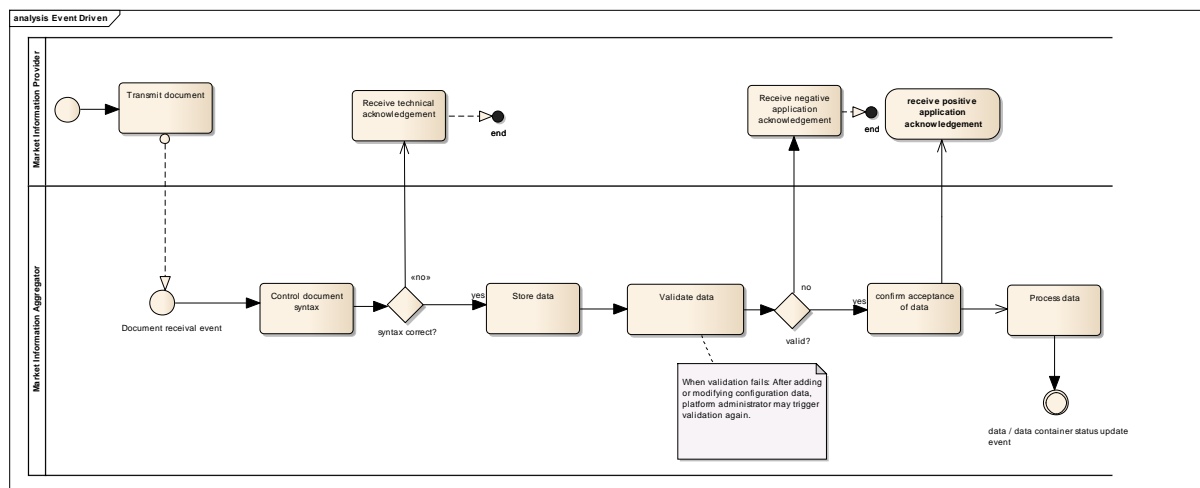 analysis Event Driven
Market Information Provider
Transmit document
Receive technical
acknowledgement
end
Receive negative
application
acknowledgement
end
receive positive
application
acknowledgement
Market Information Aggregator
Document receival event
Control document
syntax
«no»
syntax correct?
yes
Store data
Validate data
no
valid?
yes
confirm acceptance
of data
Process data
When validation fails: After adding
or modifying configuration data,
platform administrator may trigger
validation again.
data / data container status update
event